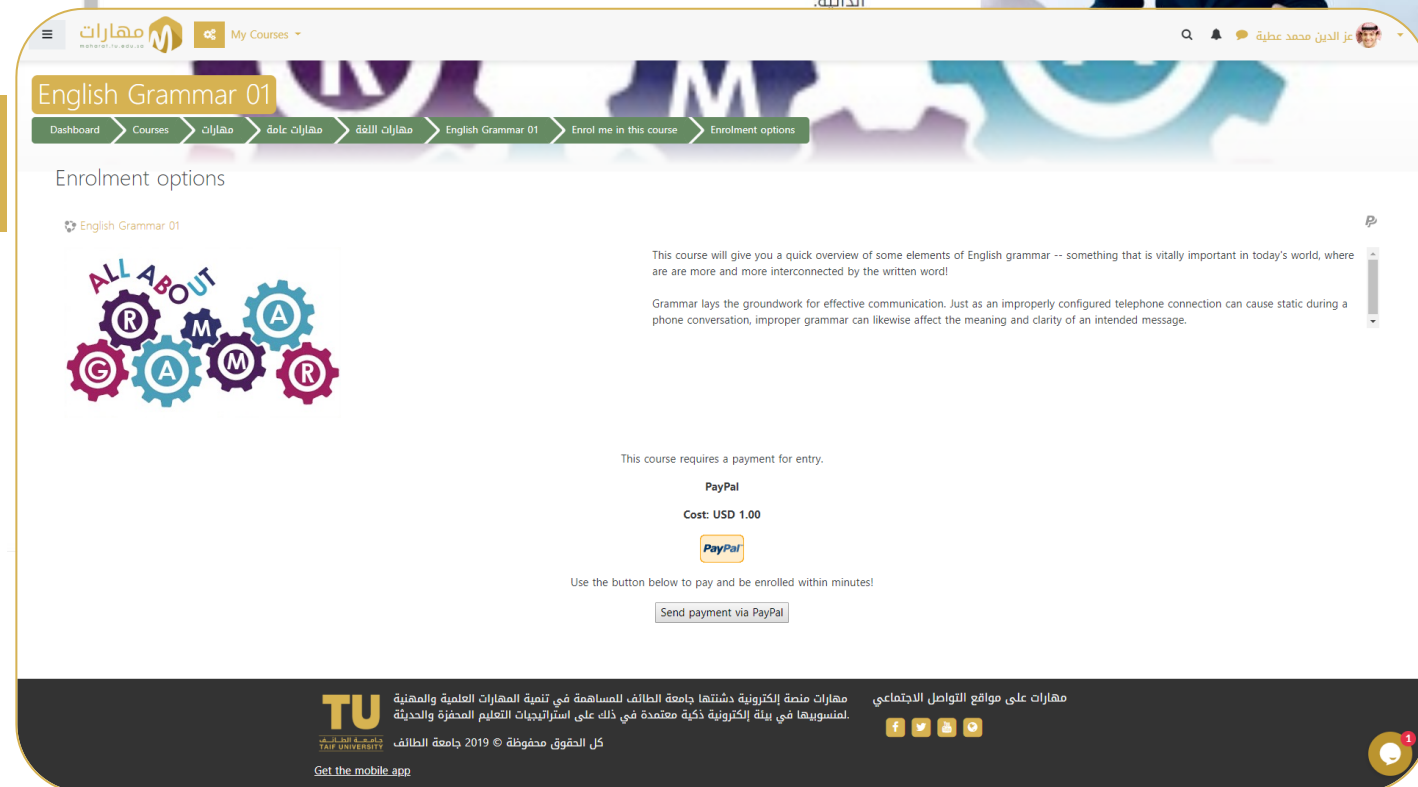 الذاتية.
مهارات
maharat.tu.edu.sa
My Courses
عز الدين محمد عطية
English Grammar 01
R M A
Dashboard Courses مهارات مهارات عامة مهارات اللغة English Grammar 01 Enrol me in this course Enrolment options
Enrolment options
English Grammar 01
ALL ABOUT
R M A
G A M R
This course will give you a quick overview of some elements of English grammar -- something that is vitally important in today's world, where
are are more and more interconnected by the written word!
Grammar lays the groundwork for effective communication. Just as an improperly configured telephone connection can cause static during a
phone conversation, improper grammar can likewise affect the meaning and clarity of an intended message.
This course requires a payment for entry.
PayPal
Cost: USD 1.00
PayPal
Use the button below to pay and be enrolled within minutes!
Send payment via PayPal
TU
جامعة الطائف
TAIF UNIVERSITY
مهارات منصة إلكترونية دشنتها جامعة الطائف للمساهمة في تنمية المهارات العلمية والمهنية
لمنسوبيها في بيئة إلكترونية ذكية معتمدة في ذلك على استراتيجيات التعليم المحفزة والحديثة.
كل الحقوق محفوظة © 2019 جامعة الطائف
مهارات على مواقع التواصل الاجتماعي
Get the mobile app
1